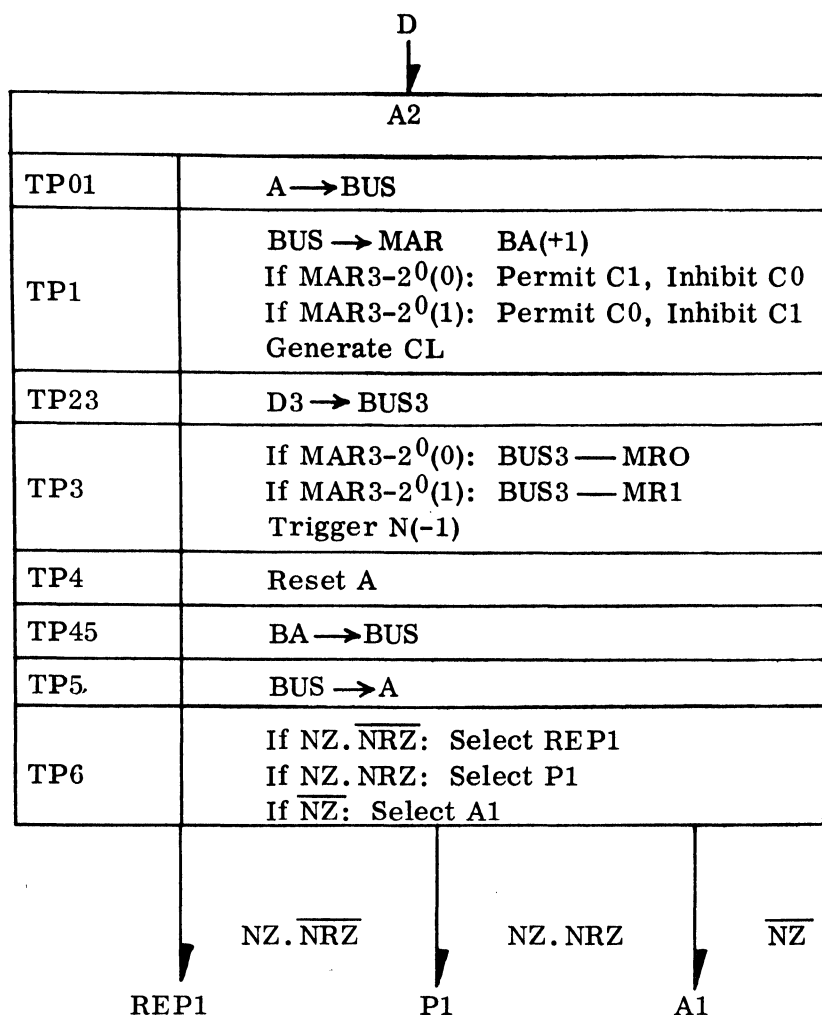 D
A2
TP01 A→BUS
BUS→MAR BA(+1)
If MAR3-2⁰(0): Permit C1, Inhibit C0
TP1 If MAR3-2⁰(1): Permit C0, Inhibit C1
Generate CL
TP23 D3→BUS3
If MAR3-2⁰(0): BUS3—MRO
TP3 If MAR3-2⁰(1): BUS3—MR1
Trigger N(-1)
TP4 Reset A
TP45 BA→BUS
TP5 BUS→A
If NZ.N̅R̅Z̅: Select REP1
TP6 If NZ.NRZ: Select P1
If N̅Z̅: Select A1
NZ.N̅R̅Z̅ NZ.NRZ N̅Z̅
REP1 P1 A1